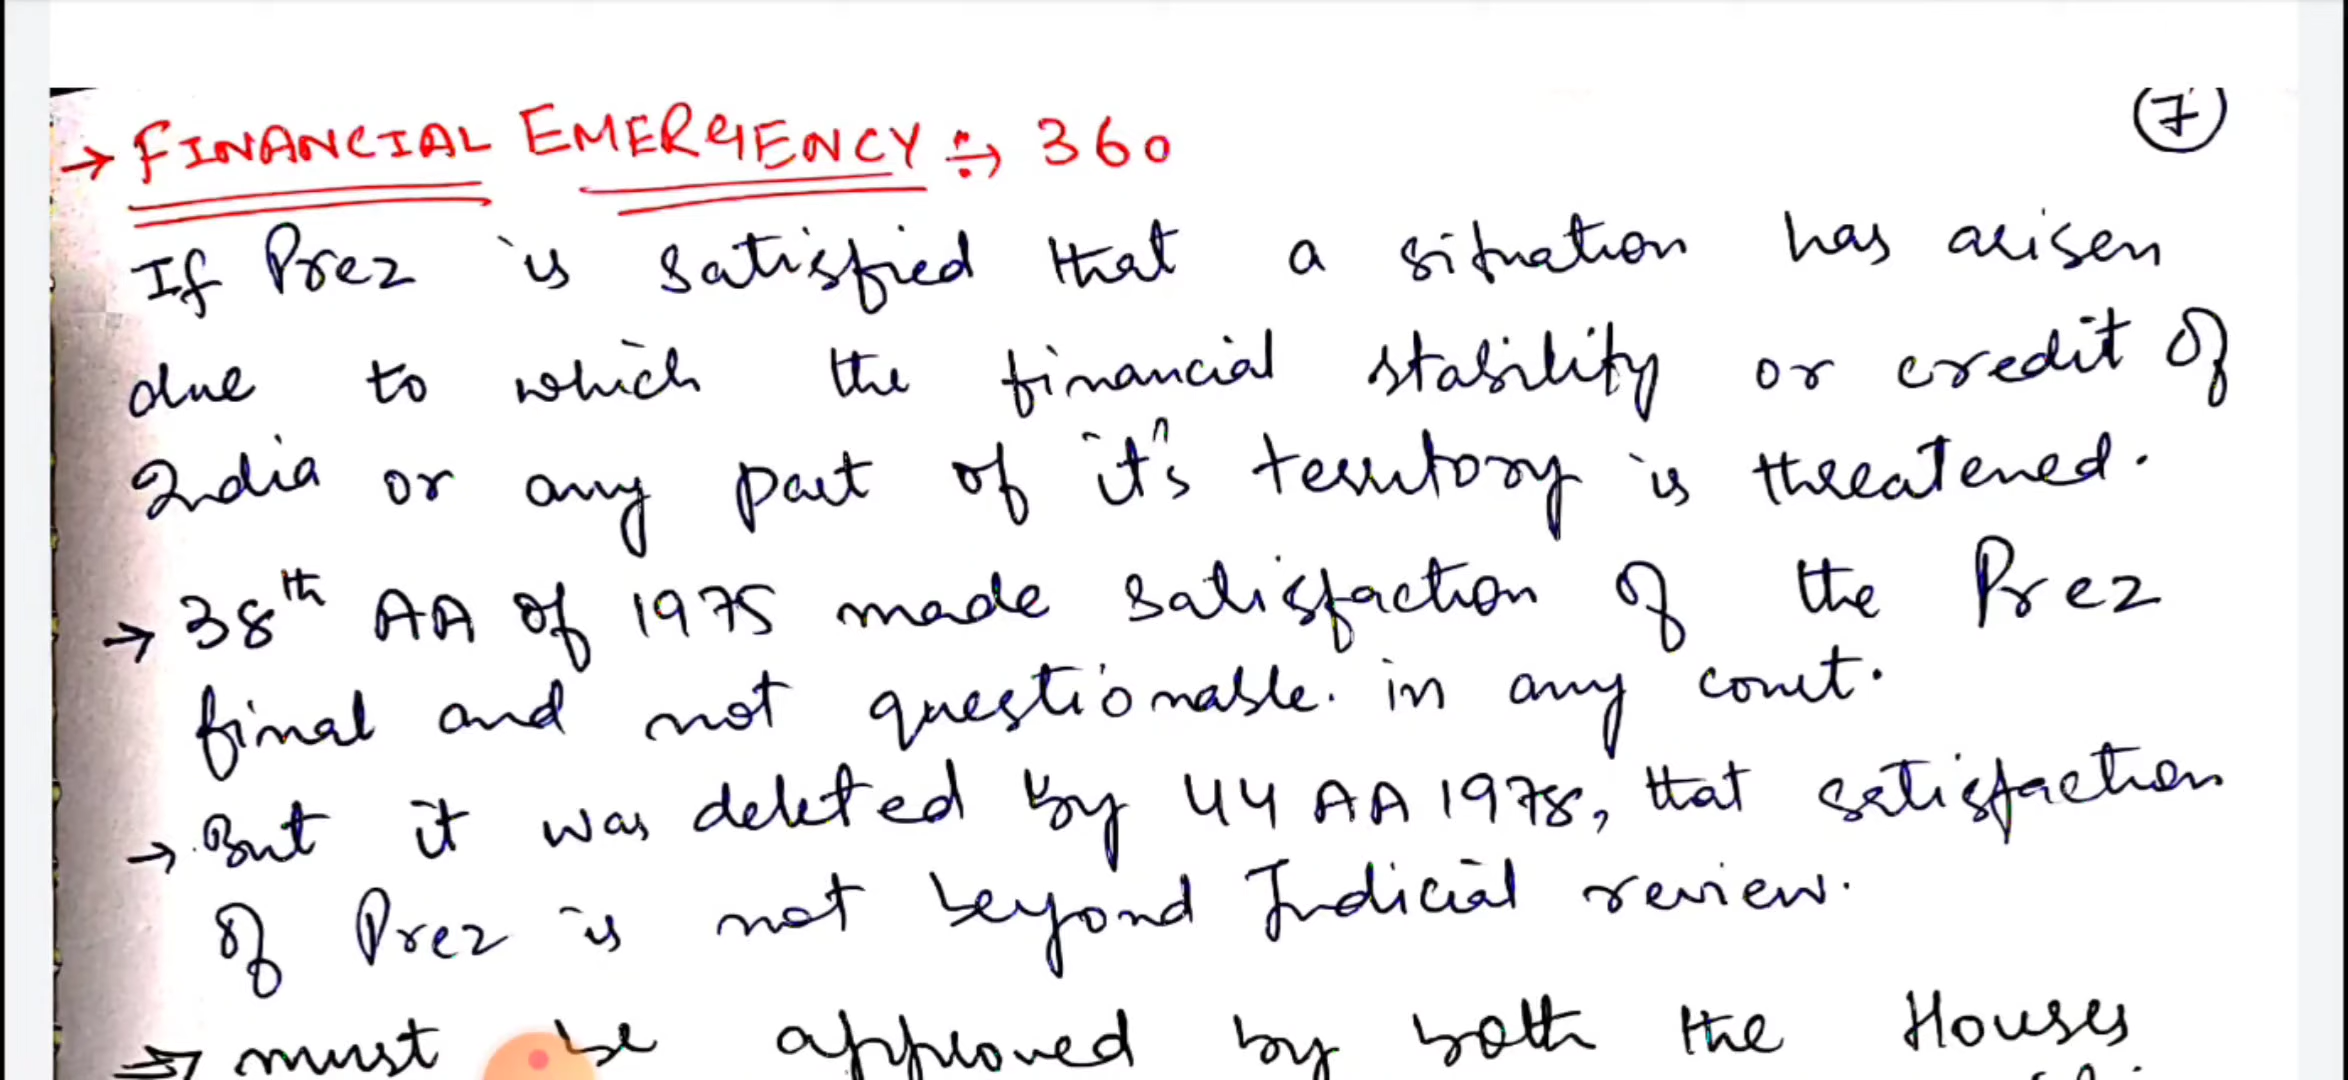 7
→ FINANCIAL EMERGENCY ÷→ 360
If Prez is satisfied that a situation has arisen
due to which the financial stability or credit of
India or any part of it's territory is threatened.
→ 38th AA of 1975 made satisfaction of the Prez
final and not questionable. in any court.
→ But it was deleted by 44 AA 1978, that satisfaction
of Prez is not beyond Judicial review.
⇒ must be approved by both the Houses